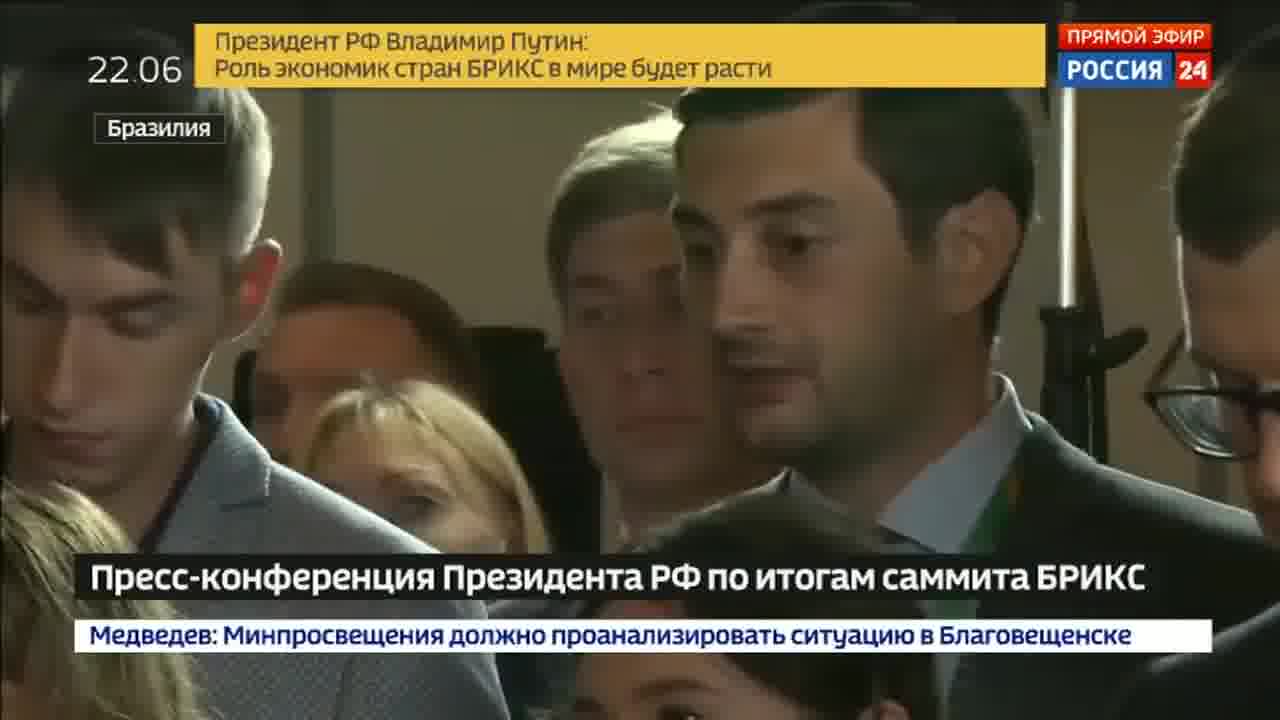 22.06
Президент РФ Владимир Путин:
Роль экономик стран БРИКС в мире будет расти
ПРЯМОЙ ЭФИР
РОССИЯ 24
Бразилия
Пресс-конференция Президента РФ по итогам саммита БРИКС
Медведев: Минпросвещения должно проанализировать ситуацию в Благовещенске